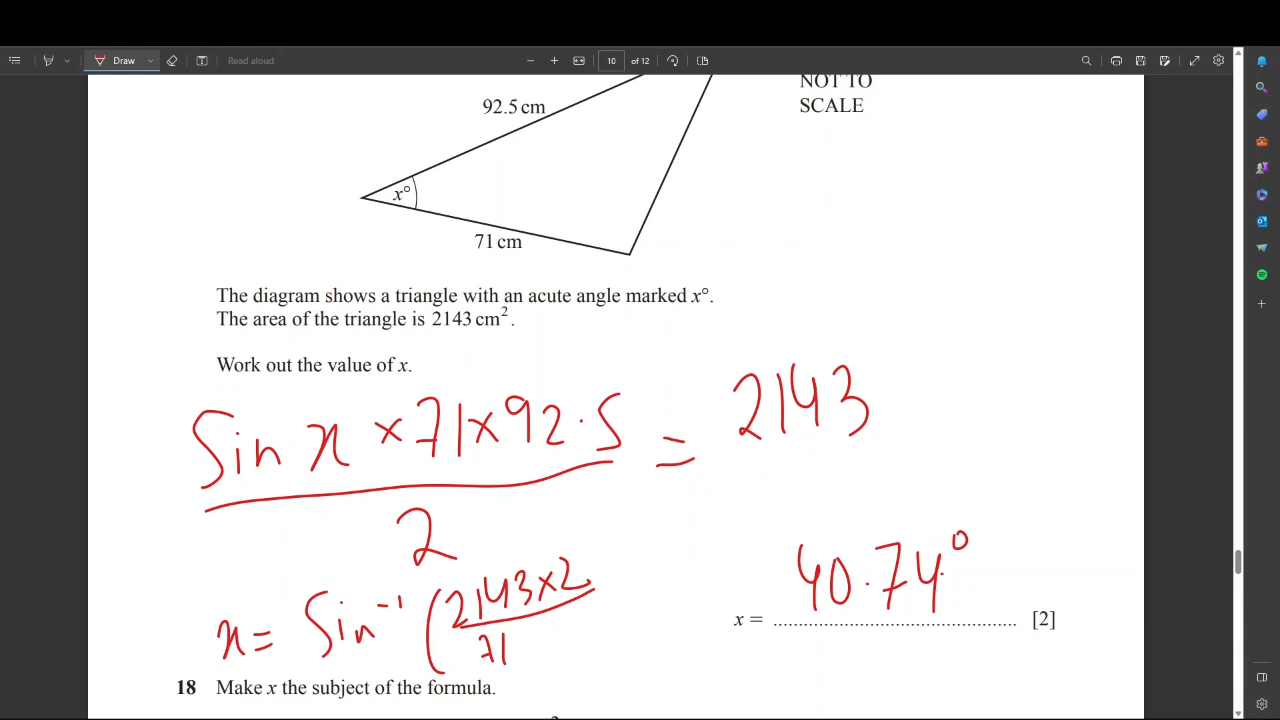 Draw
Read aloud
10 of 12
NOT TO
SCALE
92.5 cm
x°
71 cm
The diagram shows a triangle with an acute angle marked x°.
The area of the triangle is 2143 cm².
Work out the value of x.
Sin x × 71 × 92.5 = 2143
2
x = Sin⁻¹ (2143×2
71
40.74°
x = ................................................ [2]
18 Make x the subject of the formula.